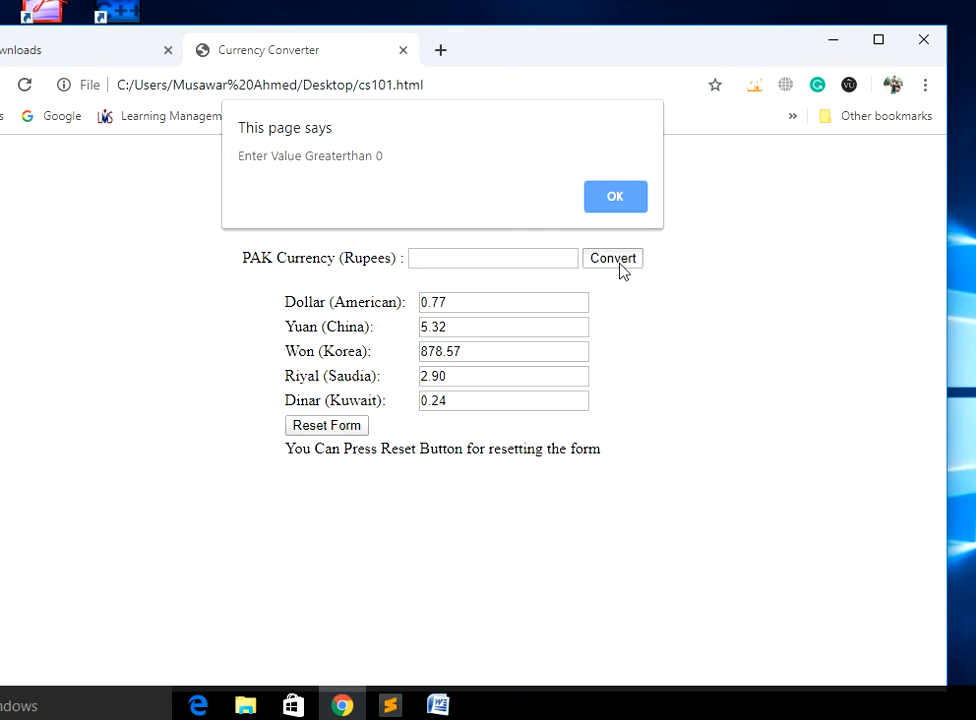 wnloads
Currency Converter
File C:/Users/Musawar%20Ahmed/Desktop/cs101.html
s Google Learning Managem » Other bookmarks
This page says
Enter Value Greaterthan 0
OK
PAK Currency (Rupees) : Convert
Dollar (American): 0.77
Yuan (China): 5.32
Won (Korea): 878.57
Riyal (Saudia): 2.90
Dinar (Kuwait): 0.24
Reset Form
You Can Press Reset Button for resetting the form
ndows